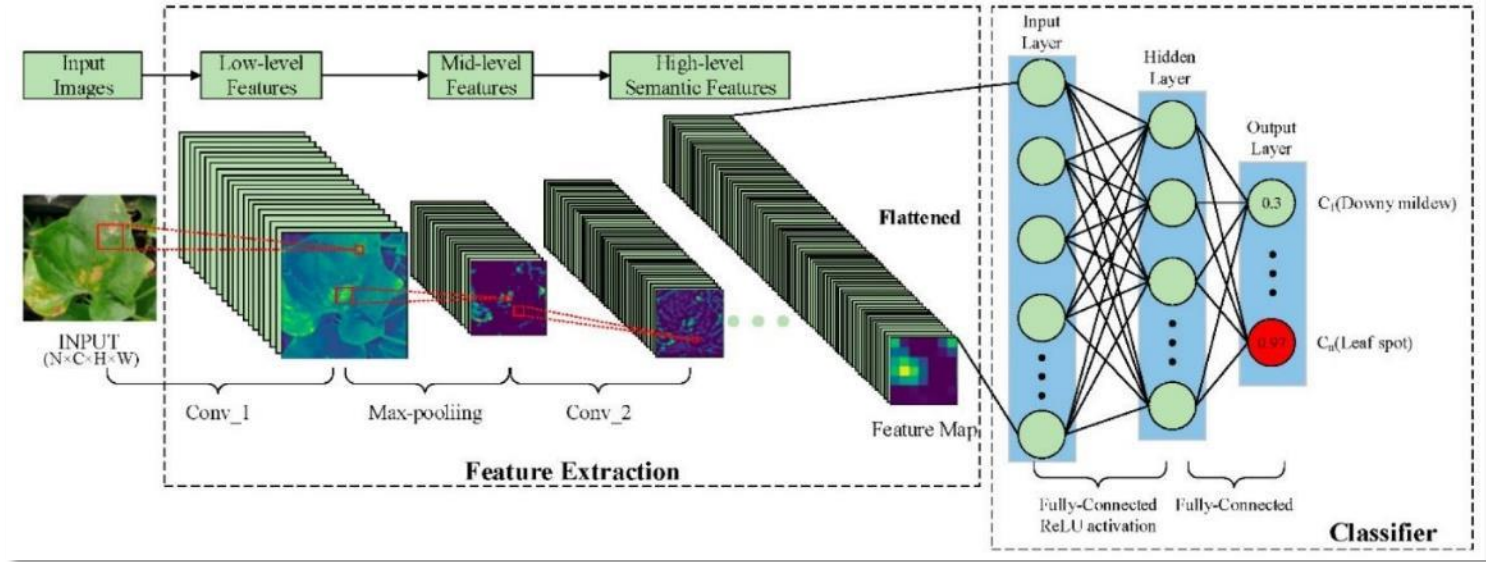 Input
Images
Low-level
Features
Mid-level
Features
High-level
Semantic Features
INPUT
(N×C×H×W)
Conv_1
Max-pooliing
Conv_2
Flattened
Feature Map
Feature Extraction
Input
Layer
Hidden
Layer
Output
Layer
0.3
C₁(Downy mildew)
0.97
Cₙ(Leaf spot)
Fully-Connected
ReLU activation
Fully-Connected
Classifier